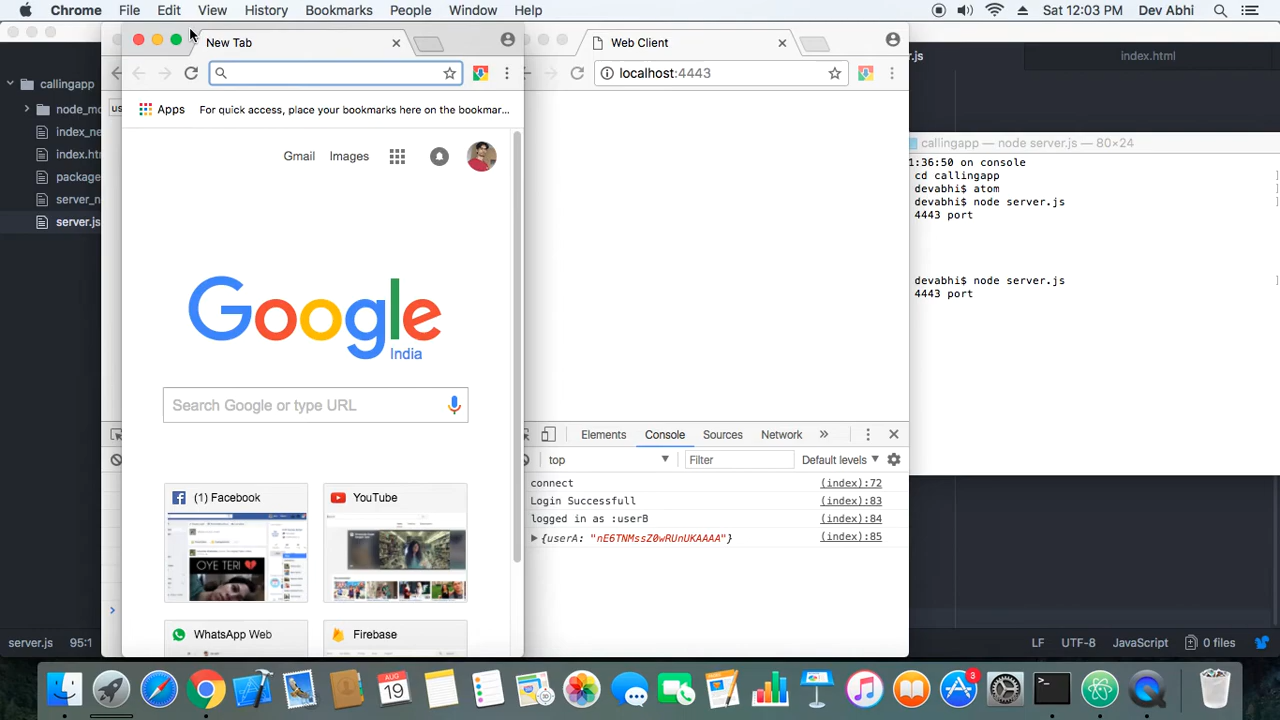 Chrome File Edit View History Bookmarks People Window Help Sat 12:03 PM Dev Abhi
New Tab
Web Client
.js
index.html
localhost:4443
callingapp
Apps For quick access, place your bookmarks here on the bookmar...
node_mo
index_ne
index.htm
package
server_n
server.js
Gmail Images
Google
India
Search Google or type URL
(1) Facebook
YouTube
OYE TERI
WhatsApp Web
Firebase
callingapp — node server.js — 80×24
1:36:50 on console
cd callingapp
devabhi$ atom
devabhi$ node server.js
4443 port
devabhi$ node server.js
4443 port
Elements Console Sources Network »
top Filter Default levels
connect (index):72
Login Successfull (index):83
logged in as :userB (index):84
{userA: "nE6TNMssZ0wRUnUKAAAA"} (index):85
server.js 95:1 LF UTF-8 JavaScript 0 files
AUG
19
3